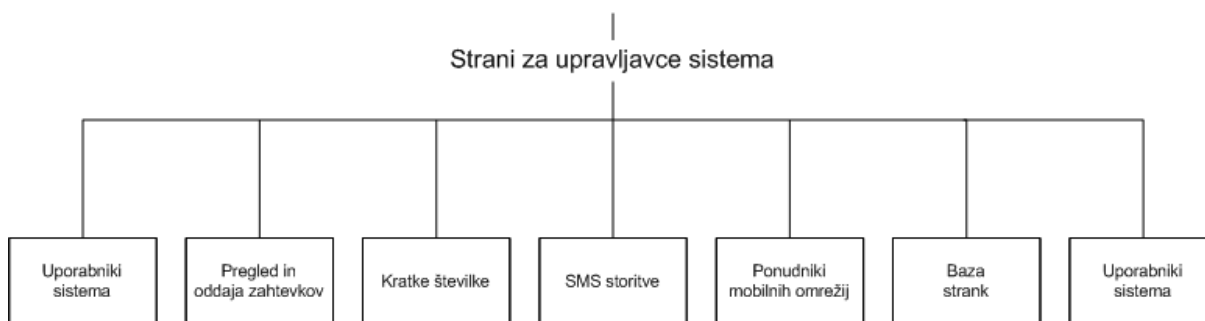 Strani za upravljavce sistema
Uporabniki
sistema
Pregled in
oddaja zahtevkov
Kratke številke
SMS storitve
Ponudniki
mobilnih omrežij
Baza
strank
Uporabniki
sistema